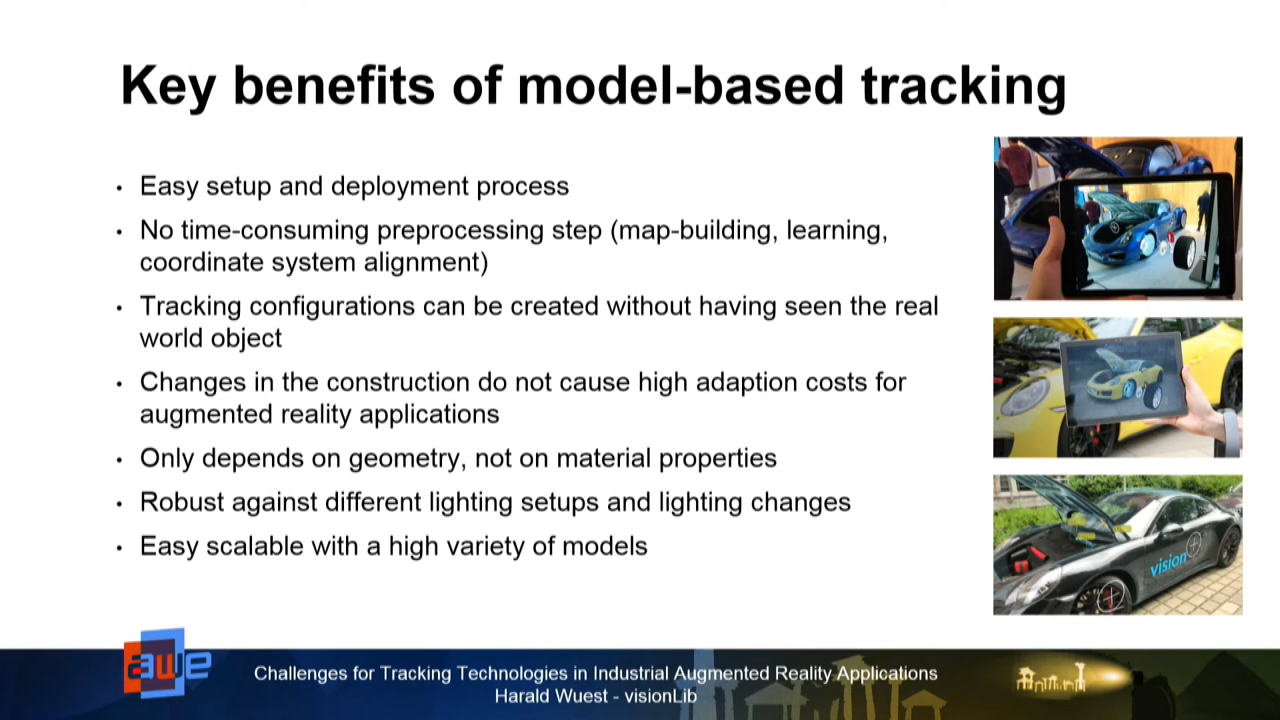 Key benefits of model-based tracking
• Easy setup and deployment process
• No time-consuming preprocessing step (map-building, learning,
coordinate system alignment)
• Tracking configurations can be created without having seen the real
world object
• Changes in the construction do not cause high adaption costs for
augmented reality applications
• Only depends on geometry, not on material properties
• Robust against different lighting setups and lighting changes
• Easy scalable with a high variety of models
vision
awe
Challenges for Tracking Technologies in Industrial Augmented Reality Applications
Harald Wuest - visionLib